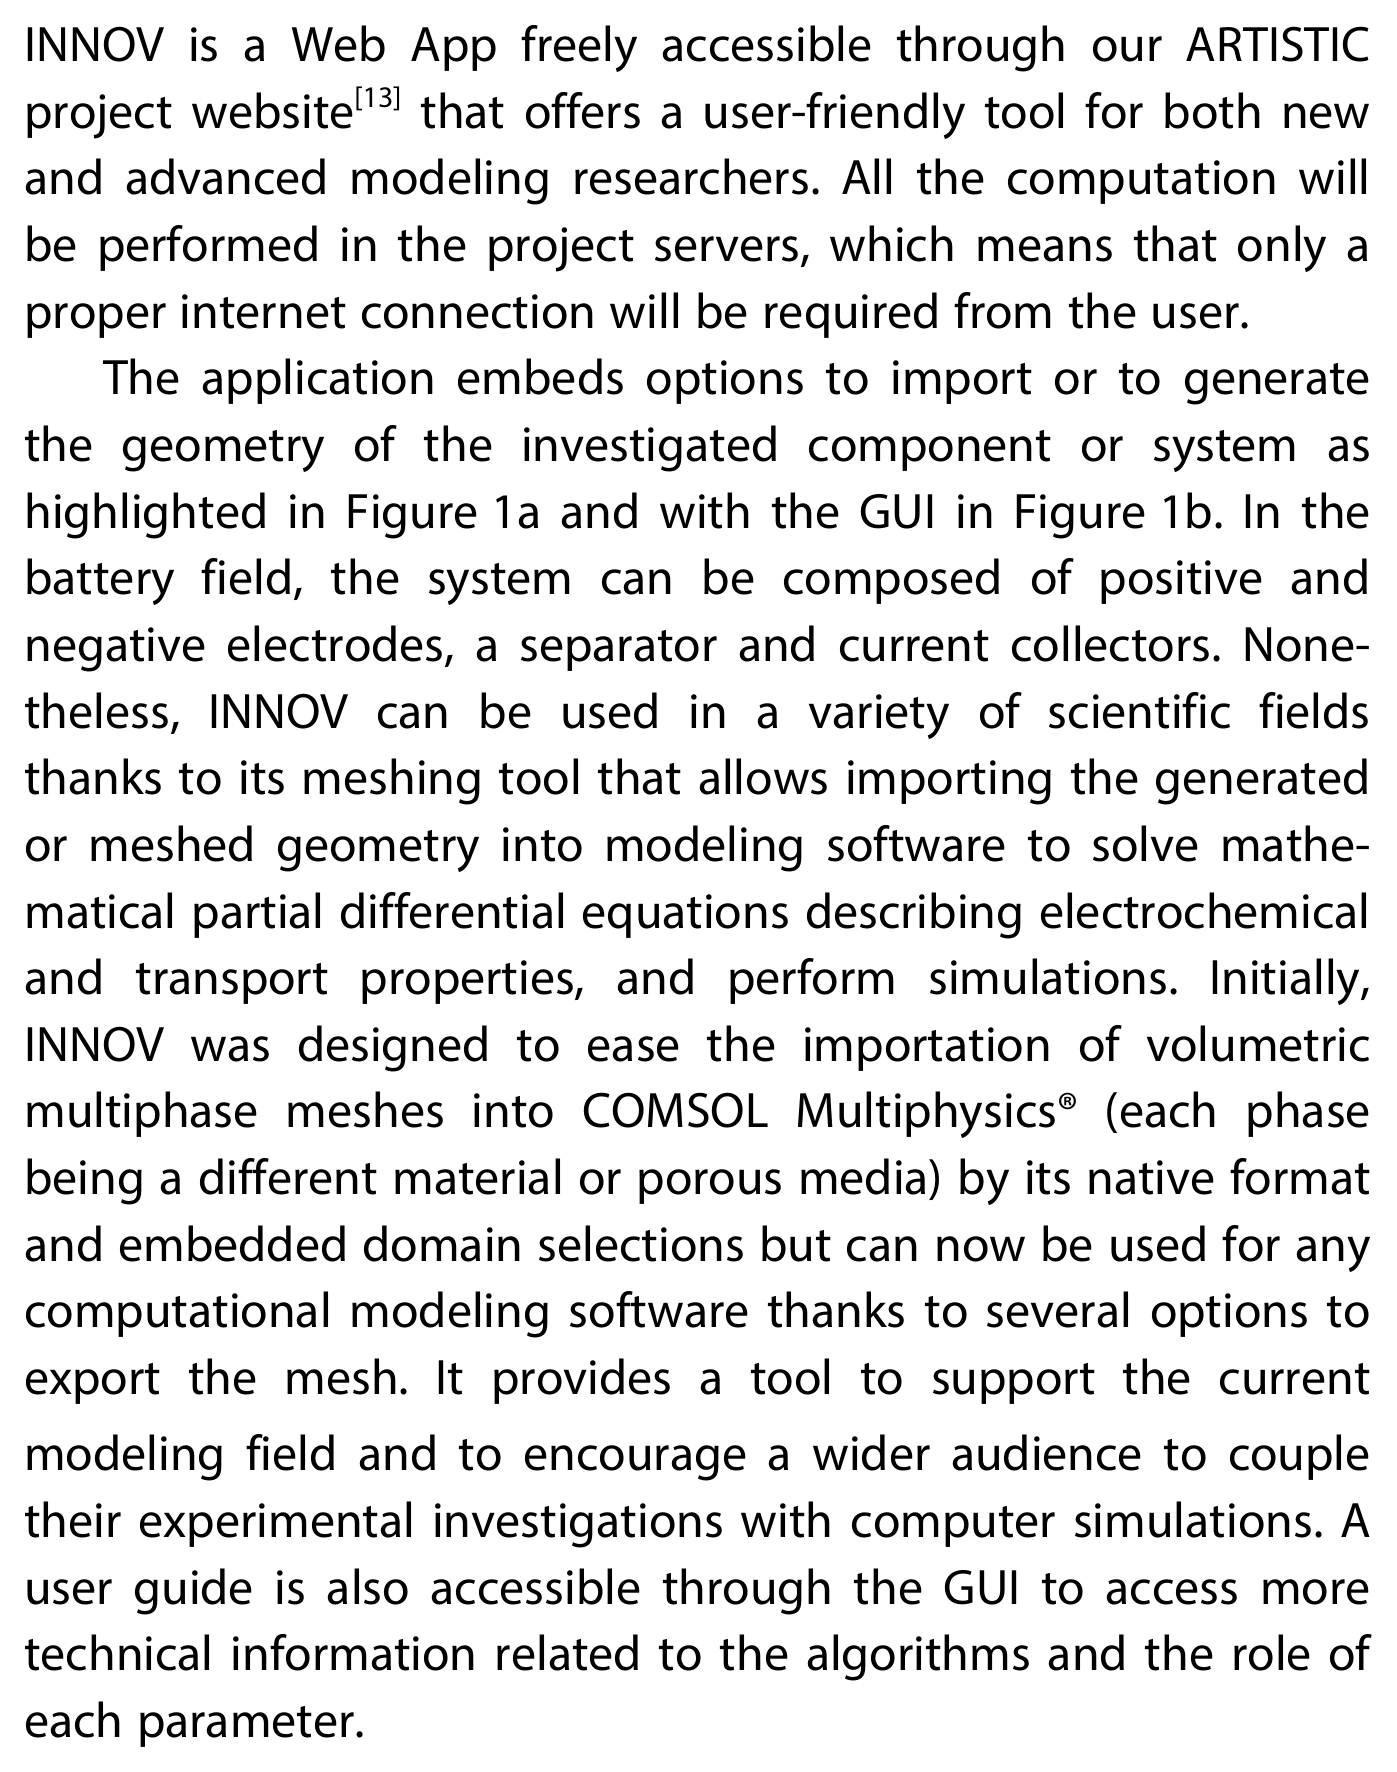 INNOV is a Web App freely accessible through our ARTISTIC
project website[13] that offers a user-friendly tool for both new
and advanced modeling researchers. All the computation will
be performed in the project servers, which means that only a
proper internet connection will be required from the user.
The application embeds options to import or to generate
the geometry of the investigated component or system as
highlighted in Figure 1a and with the GUI in Figure 1b. In the
battery field, the system can be composed of positive and
negative electrodes, a separator and current collectors. None-
theless, INNOV can be used in a variety of scientific fields
thanks to its meshing tool that allows importing the generated
or meshed geometry into modeling software to solve mathe-
matical partial differential equations describing electrochemical
and transport properties, and perform simulations. Initially,
INNOV was designed to ease the importation of volumetric
multiphase meshes into COMSOL Multiphysics® (each phase
being a different material or porous media) by its native format
and embedded domain selections but can now be used for any
computational modeling software thanks to several options to
export the mesh. It provides a tool to support the current
modeling field and to encourage a wider audience to couple
their experimental investigations with computer simulations. A
user guide is also accessible through the GUI to access more
technical information related to the algorithms and the role of
each parameter.